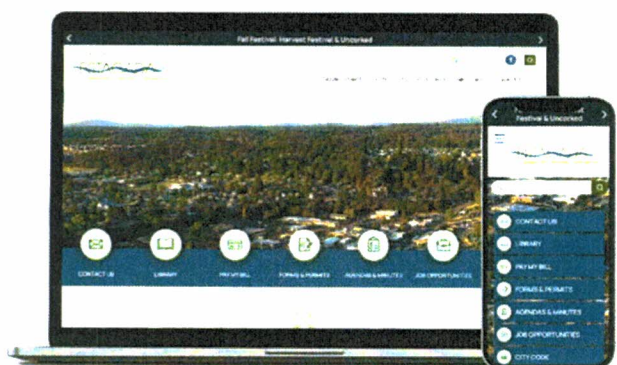 Fall Festival: Harvest Festival & Uncorked
CONTACT US
LIBRARY
PAY MY BILL
FORMS & PERMITS
AGENDAS & MINUTES
JOB OPPORTUNITIES
Festival & Uncorked
CONTACT US
LIBRARY
PAY MY BILL
FORMS & PERMITS
AGENDAS & MINUTES
JOB OPPORTUNITIES
CITY CODE